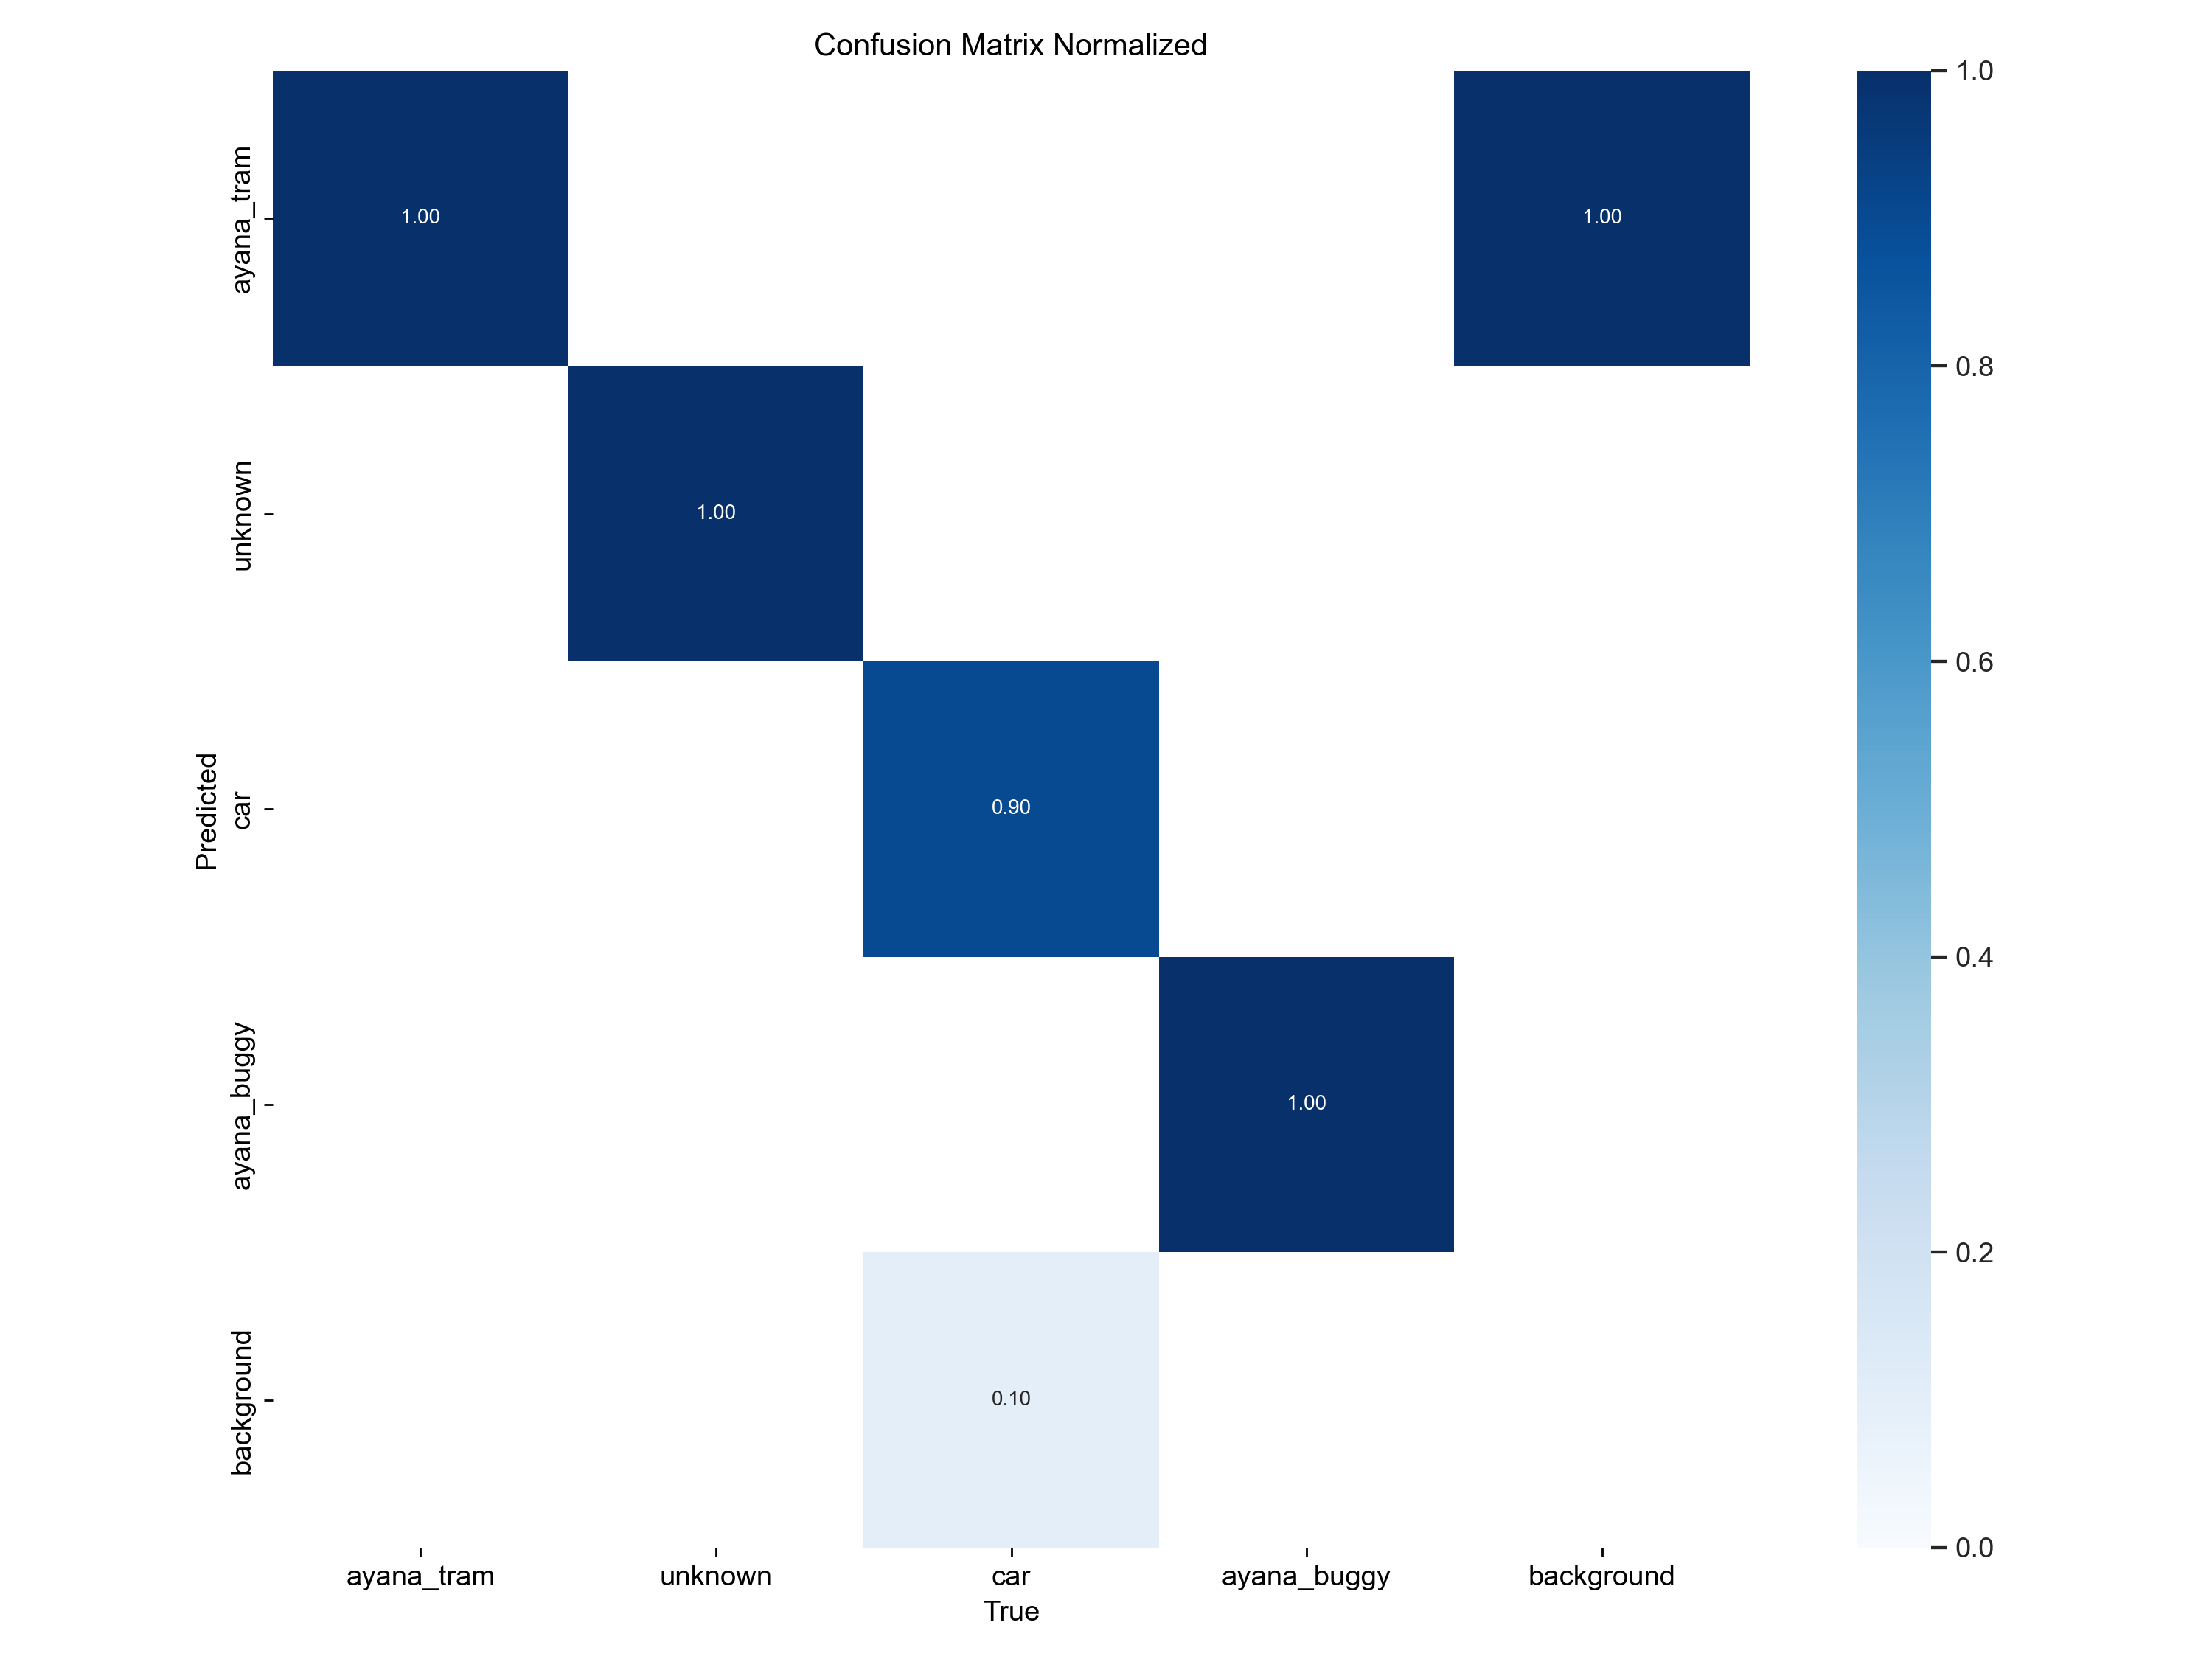 Confusion Matrix Normalized
1.00
1.00
1.00
0.90
1.00
0.10
Predicted
ayana_tram
unknown
car
ayana_buggy
background
ayana_tram
unknown
car
ayana_buggy
background
True
1.0
0.8
0.6
0.4
0.2
0.0